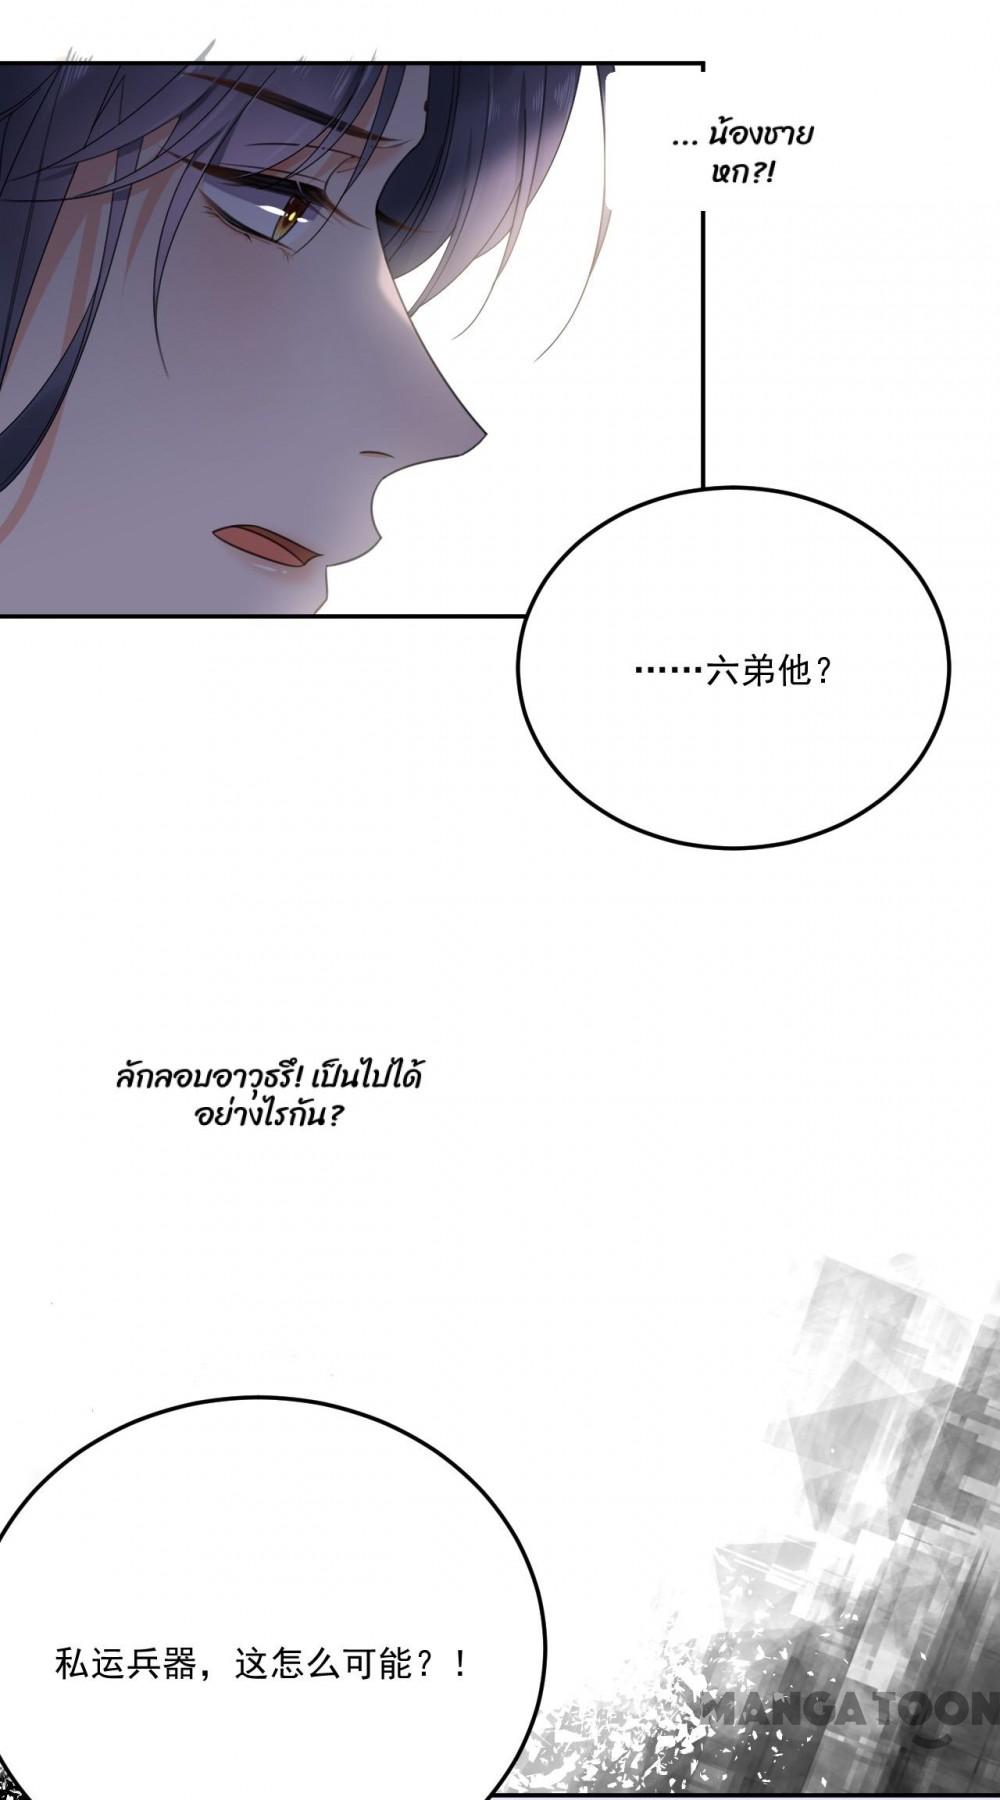 ... น้องชาย
หก?!
……六弟他？
ลักลอบอาวุธรึ! เป็นไปได้
อย่างไรกัน?
私运兵器，这怎么可能？！
MANGATOON